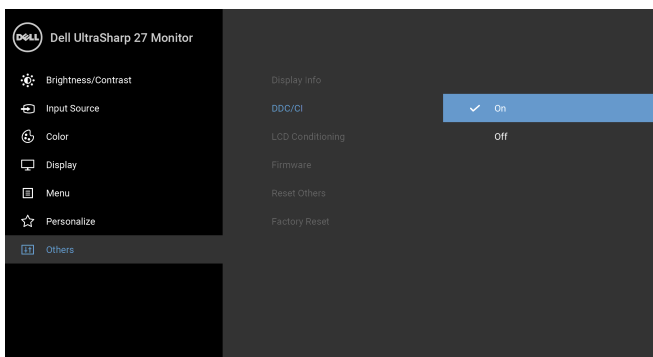 DELL
Dell UltraSharp 27 Monitor
Brightness/Contrast
Input Source
Color
Display
Menu
Personalize
Others
Display Info
DDC/CI
LCD Conditioning
Firmware
Reset Others
Factory Reset
On
Off